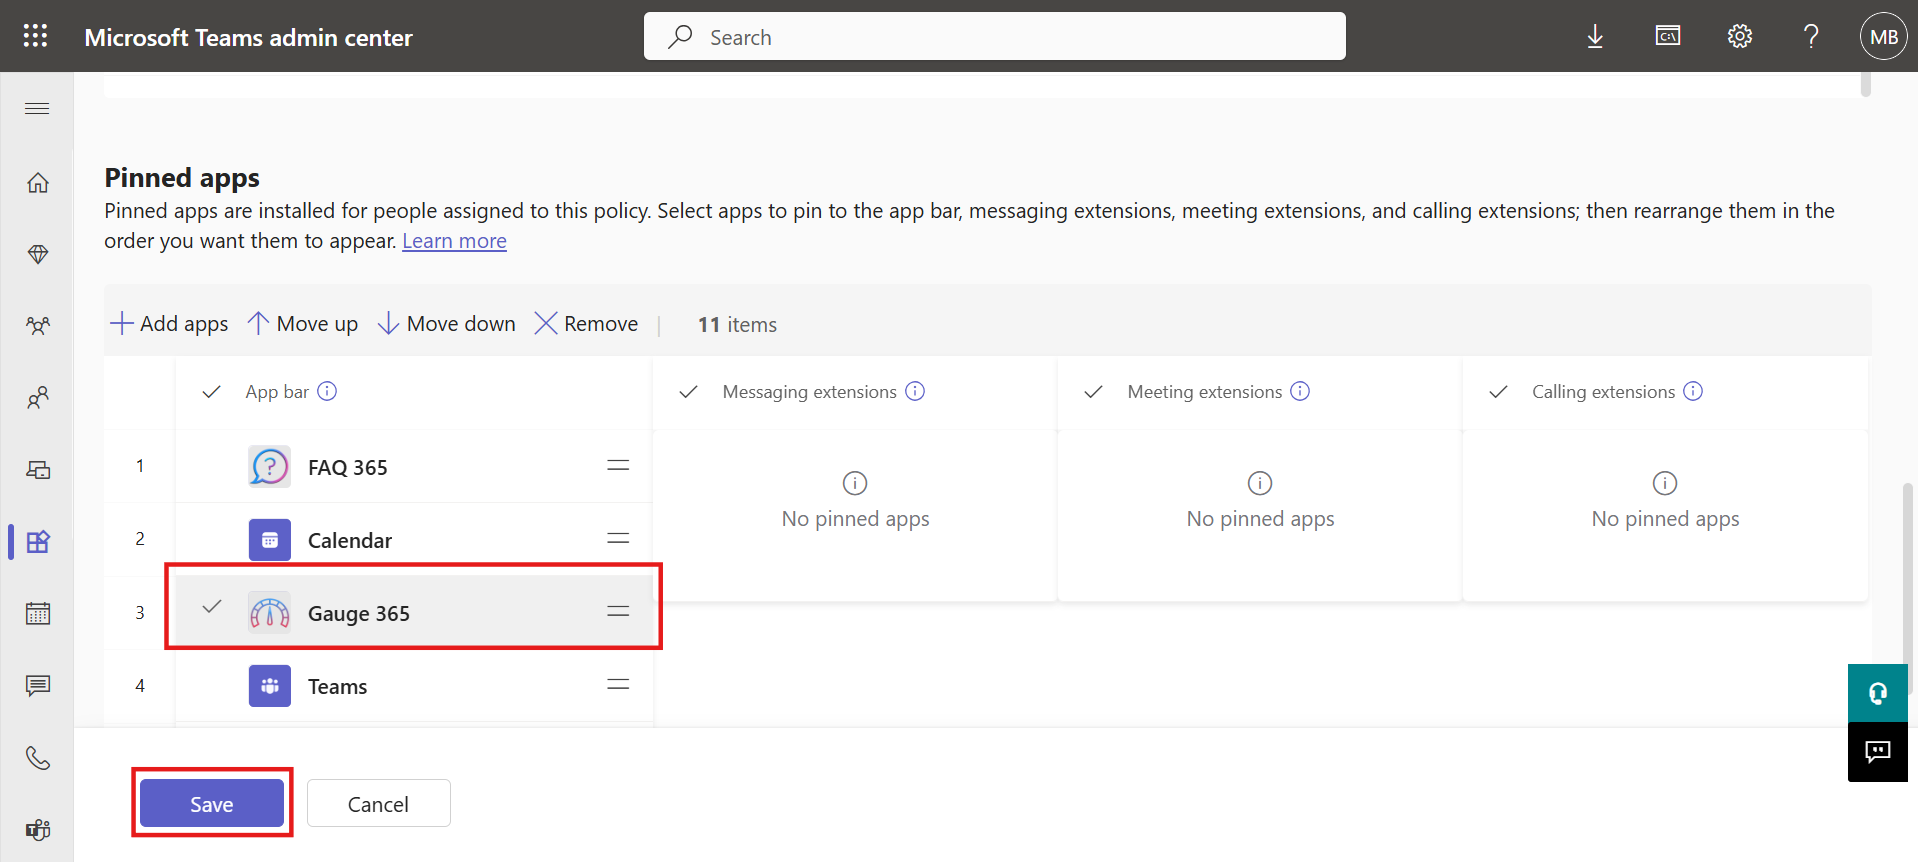 Microsoft Teams admin center
Search
C:\
MB
Pinned apps
Pinned apps are installed for people assigned to this policy. Select apps to pin to the app bar, messaging extensions, meeting extensions, and calling extensions; then rearrange them in the
order you want them to appear. Learn more
Add apps Move up Move down Remove | 11 items
App bar Messaging extensions Meeting extensions Calling extensions
1 FAQ 365
No pinned apps No pinned apps No pinned apps
2 Calendar
3 Gauge 365
4 Teams
Save Cancel